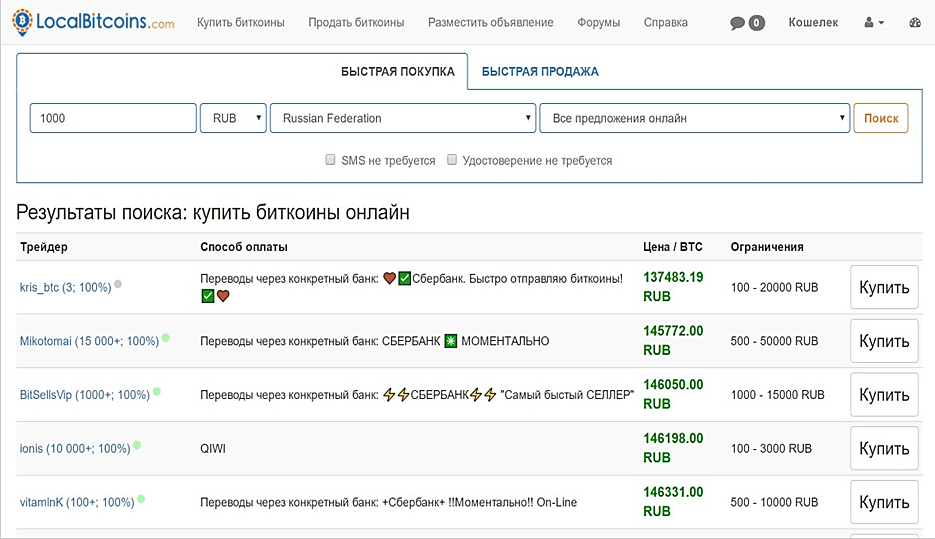 LocalBitcoins.com Купить биткоины Продать биткоины Разместить объявление Форумы Справка 0 Кошелек
БЫСТРАЯ ПОКУПКА БЫСТРАЯ ПРОДАЖА
1000 RUB Russian Federation Все предложения онлайн Поиск
SMS не требуется Удостоверение не требуется
Результаты поиска: купить биткоины онлайн
Трейдер Способ оплаты Цена / BTC Ограничения
kris_btc (3; 100%) Переводы через конкретный банк: ❤✅Сбербанк. Быстро отправляю биткоины! ✅❤ 137483.19 RUB 100 - 20000 RUB Купить
Mikotomai (15 000+; 100%) Переводы через конкретный банк: СБЕРБАНК ✳ МОМЕНТАЛЬНО 145772.00 RUB 500 - 50000 RUB Купить
BitSellsVip (1000+; 100%) Переводы через конкретный банк: ⚡⚡СБЕРБАНК⚡⚡ "Самый быстый СЕЛЛЕР" 146050.00 RUB 1000 - 15000 RUB Купить
ionis (10 000+; 100%) QIWI 146198.00 RUB 100 - 3000 RUB Купить
vitaminK (100+; 100%) Переводы через конкретный банк: +Сбербанк+ !!Моментально!! On-Line 146331.00 RUB 500 - 10000 RUB Купить